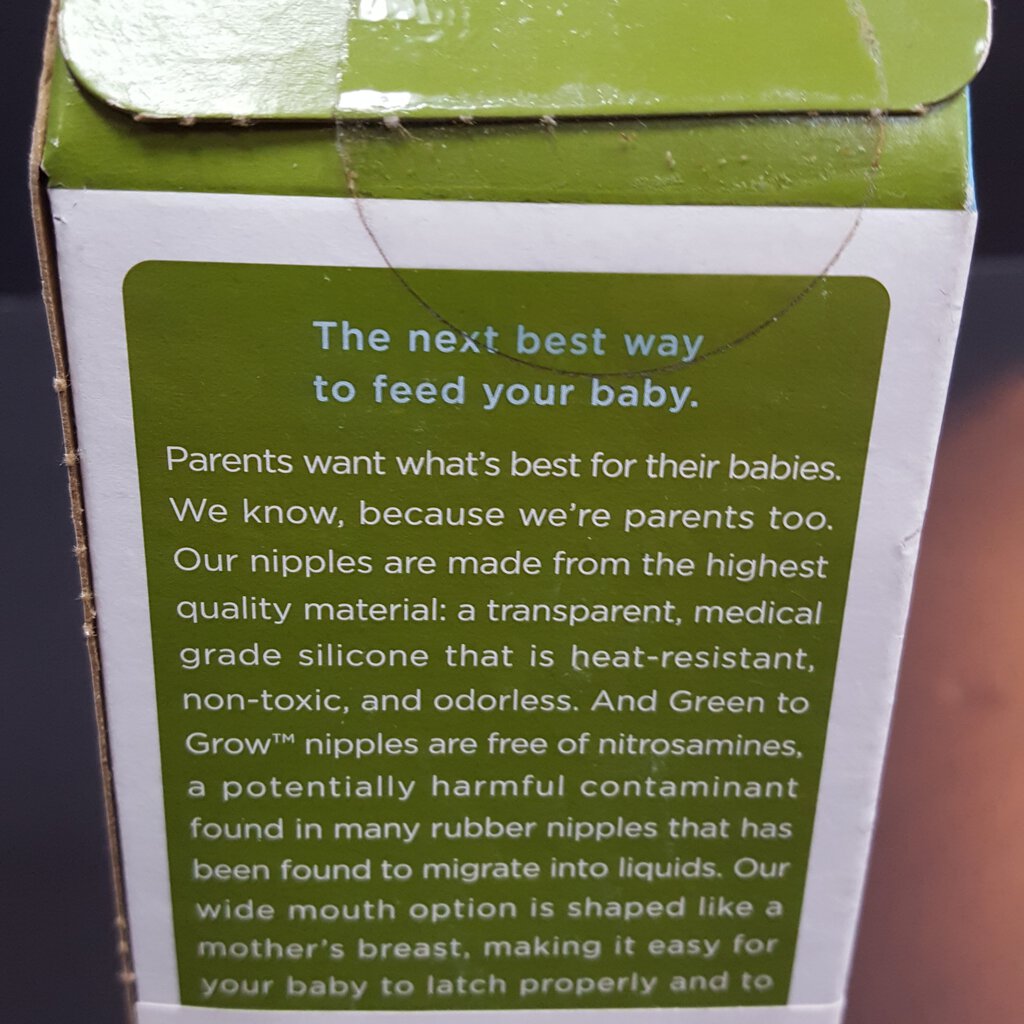 The next best way
to feed your baby.
Parents want what's best for their babies.
We know, because we're parents too.
Our nipples are made from the highest
quality material: a transparent, medical
grade silicone that is heat-resistant,
non-toxic, and odorless. And Green to
Grow™ nipples are free of nitrosamines,
a potentially harmful contaminant
found in many rubber nipples that has
been found to migrate into liquids. Our
wide mouth option is shaped like a
mother's breast, making it easy for
your baby to latch properly and to